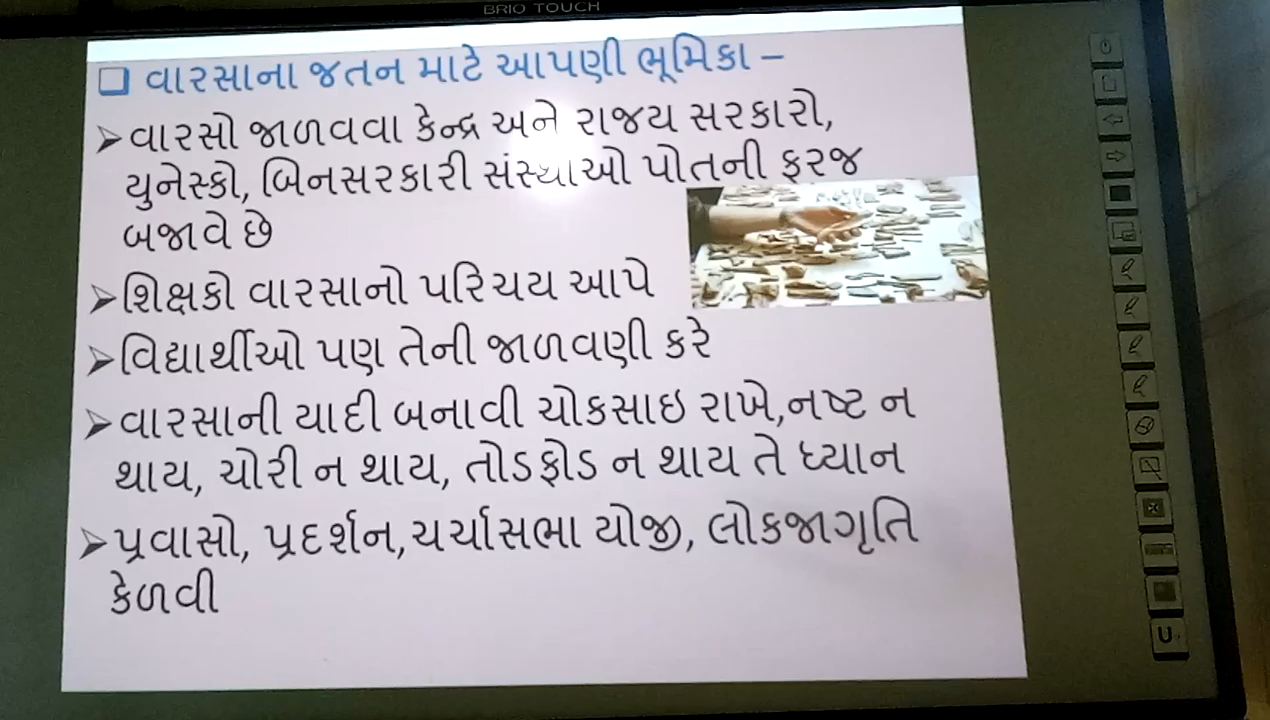 BRIO TOUCH
❑ વારસાના જતન માટે આપણી ભૂમિકા –
➢વારસો જાળવવા કેન્દ્ર અને રાજ્ય સરકારો,
યુનેસ્કો, બિનસરકારી સંસ્થાઓ પોતની ફરજ
બજાવે છે
➢શિક્ષકો વારસાનો પરિચય આપે
➢વિદ્યાર્થીઓ પણ તેની જાળવણી કરે
➢વારસાની યાદી બનાવી ચોકસાઇ રાખે,નષ્ટ ન
થાય, ચોરી ન થાય, તોડફોડ ન થાય તે ધ્યાન
➢પ્રવાસો, પ્રદર્શન,ચર્ચાસભા યોજી, લોકજાગૃતિ
કેળવી